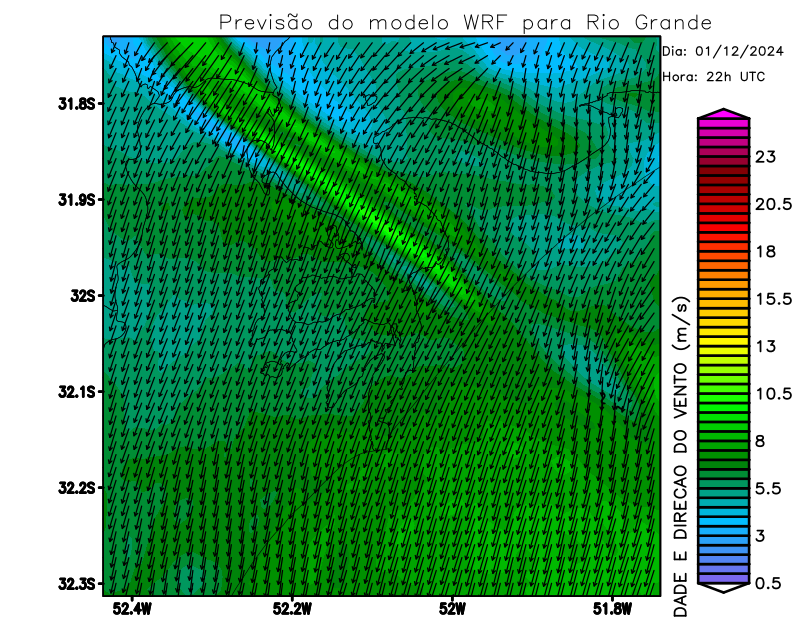 Previsão do modelo WRF para Rio Grande
Dia: 01/12/2024
Hora: 22h UTC
31.8S
31.9S
32S
32.1S
32.2S
32.3S
52.4W
52.2W
52W
51.8W
23
20.5
18
15.5
13
10.5
8
5.5
3
0.5
DADE E DIRECAO DO VENTO (m/s)